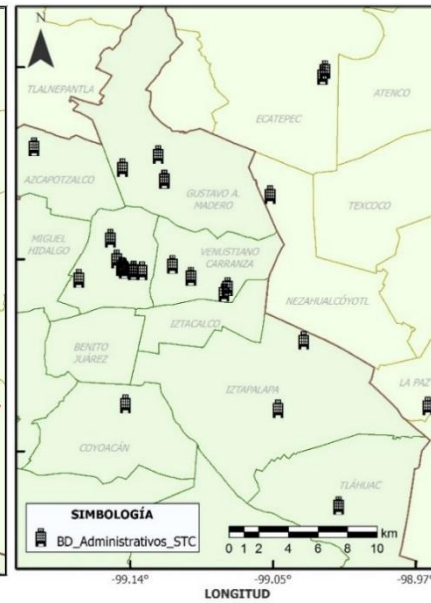 N
TLALNEPANTLA
ATENCO
ECATEPEC
AZCAPOTZALCO
GUSTAVO A.
MADERO
TEXCOCO
MIGUEL
HIDALGO
VENUSTIANO
CARRANZA
NEZAHUALCÓYOTL
IZTACALCO
BENITO
JUÁREZ
IZTAPALAPA
LA PAZ
COYOACÁN
TLÁHUAC
SIMBOLOGÍA
BD_Administrativos_STC
km
0 1 2 4 6 8 10
-99.14° -99.05° -98.97°
LONGITUD